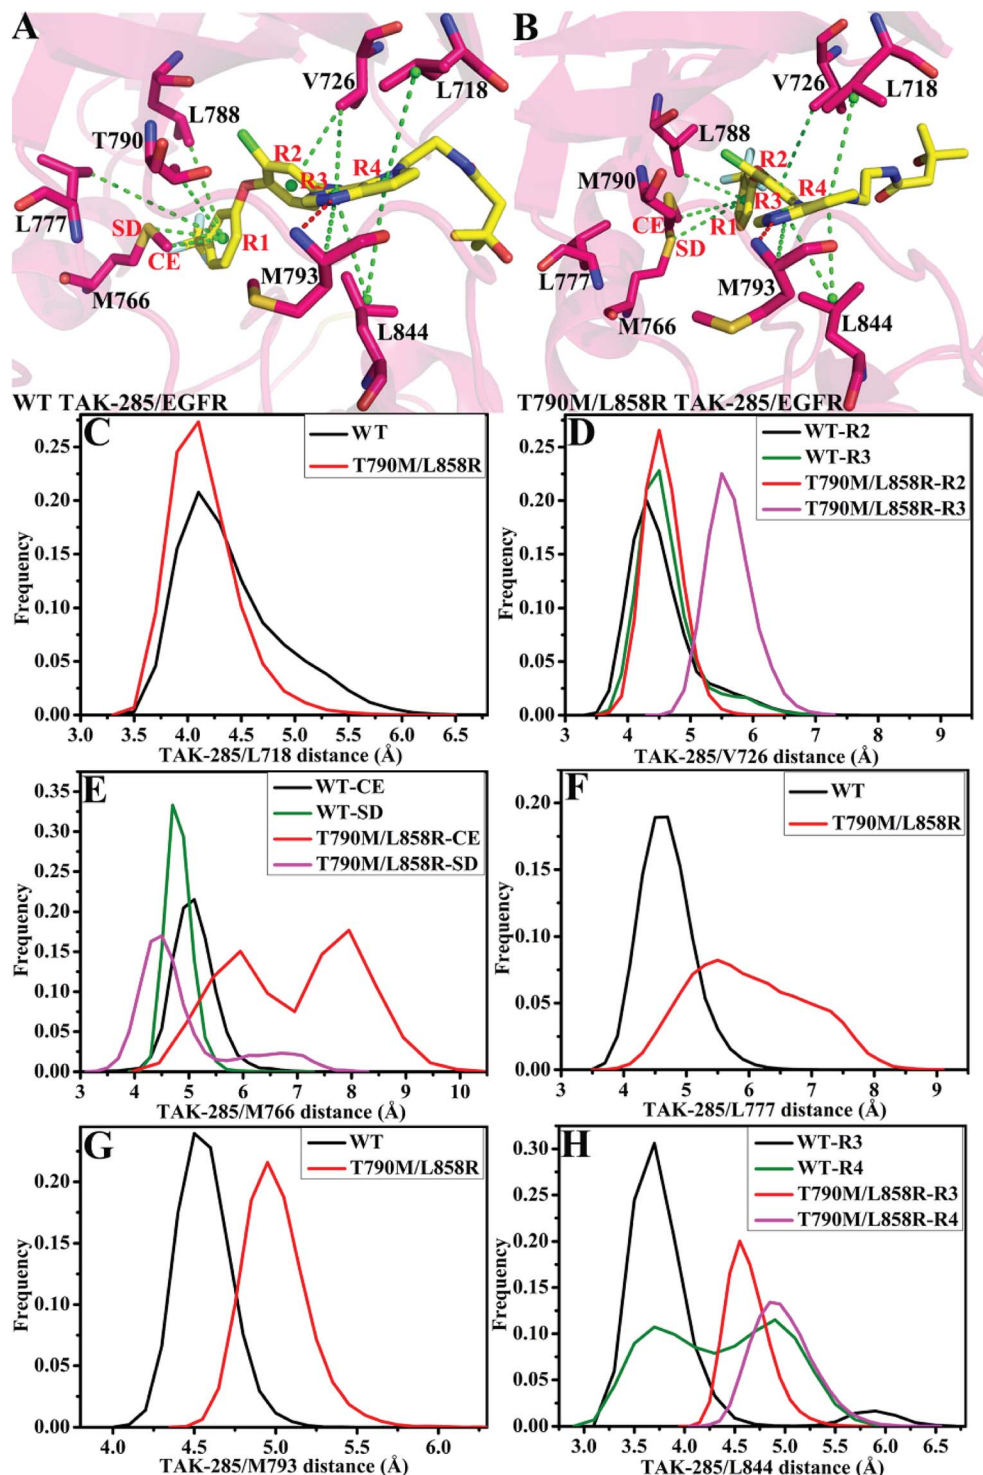 A
V726
L718
L788
T790
R2
R3
R4
L777
SD
CE
R1
M766
M793
L844
WT TAK-285/EGFR
B
V726
L718
L788
R2
M790
R4
R3
CE
R1
SD
L777
M793
M766
L844
T790M/L858R TAK-285/EGFR
C
WT
T790M/L858R
Frequency
0.25
0.20
0.15
0.10
0.05
0.00
3.0 3.5 4.0 4.5 5.0 5.5 6.0 6.5
TAK-285/L718 distance (Å)
D
WT-R2
WT-R3
T790M/L858R-R2
T790M/L858R-R3
Frequency
0.25
0.20
0.15
0.10
0.05
0.00
3 4 5 6 7 8 9
TAK-285/V726 distance (Å)
E
WT-CE
WT-SD
T790M/L858R-CE
T790M/L858R-SD
Frequency
0.35
0.30
0.25
0.20
0.15
0.10
0.05
0.00
3 4 5 6 7 8 9 10
TAK-285/M766 distance (Å)
F
WT
T790M/L858R
Frequency
0.20
0.15
0.10
0.05
0.00
3 4 5 6 7 8 9
TAK-285/L777 distance (Å)
G
WT
T790M/L858R
Frequency
0.20
0.15
0.10
0.05
0.00
4.0 4.5 5.0 5.5 6.0
TAK-285/M793 distance (Å)
H
WT-R3
WT-R4
T790M/L858R-R3
T790M/L858R-R4
Frequency
0.30
0.25
0.20
0.15
0.10
0.05
0.00
3.0 3.5 4.0 4.5 5.0 5.5 6.0 6.5
TAK-285/L844 distance (Å)